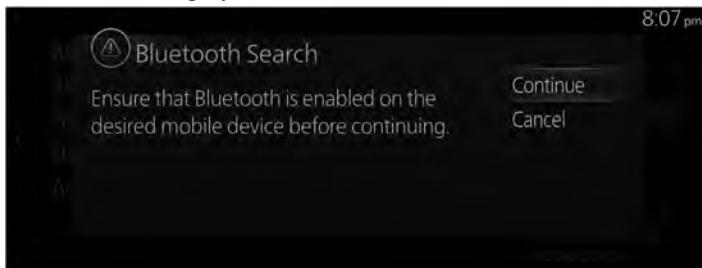 8:07 pm
Bluetooth Search
Ensure that Bluetooth is enabled on the
desired mobile device before continuing.
Continue
Cancel